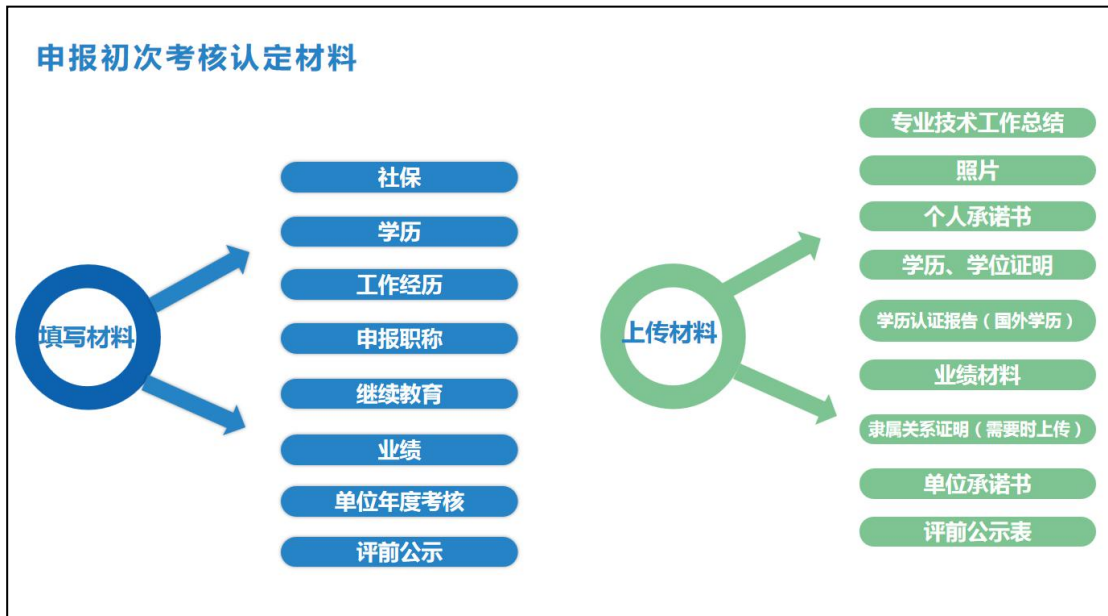 申报初次考核认定材料
填写材料
社保
学历
工作经历
申报职称
继续教育
业绩
单位年度考核
评前公示
上传材料
专业技术工作总结
照片
个人承诺书
学历、学位证明
学历认证报告（国外学历）
业绩材料
隶属关系证明（需要时上传）
单位承诺书
评前公示表